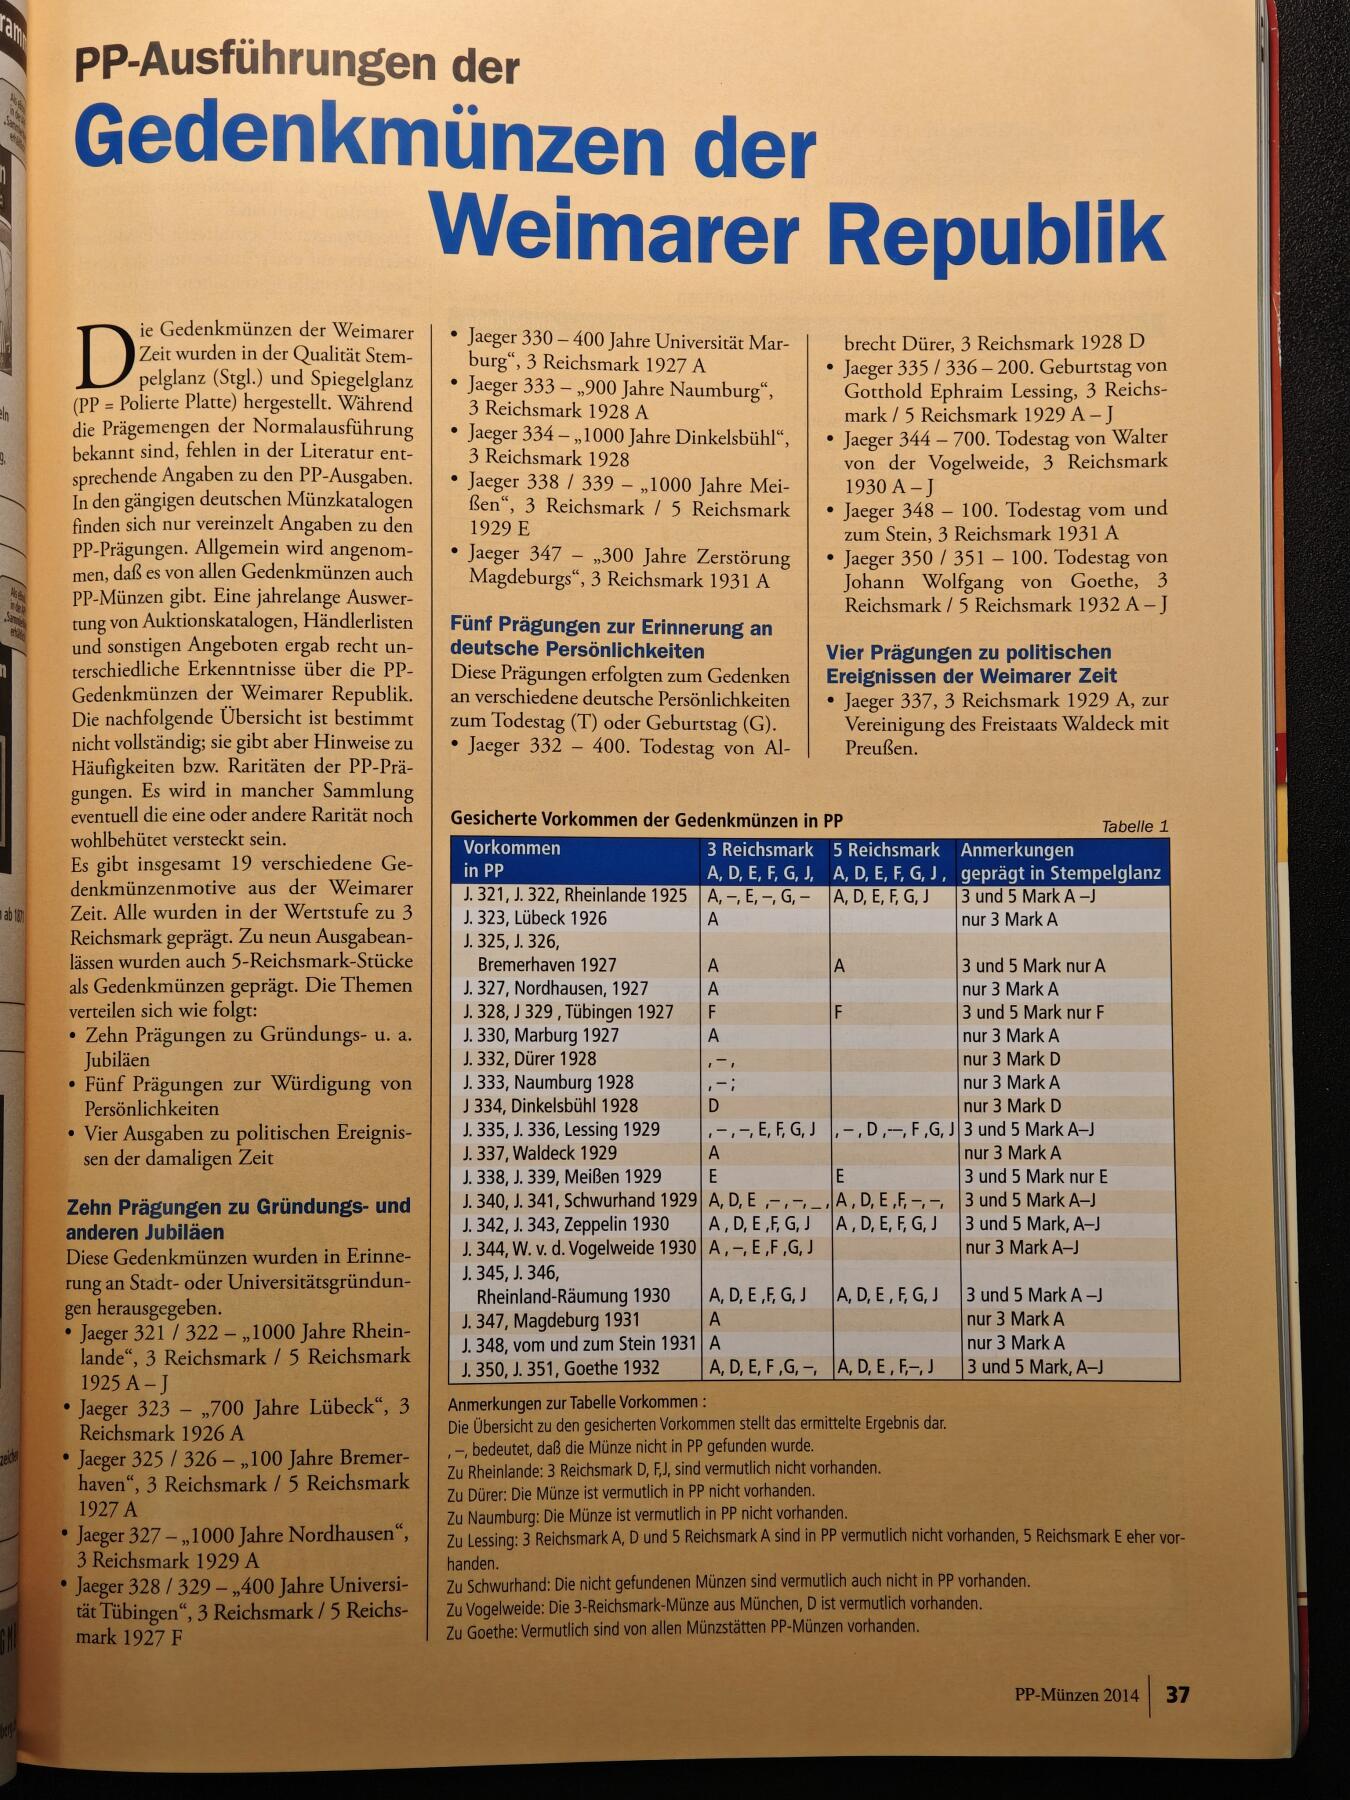 PP-Ausführungen der
Gedenkmünzen der
Weimarer Republik
Die Gedenkmünzen der Weimarer
Zeit wurden in der Qualität Stem-
pelglanz (Stgl.) und Spiegelglanz
(PP = Polierte Platte) hergestellt. Während
die Prägemengen der Normalausführung
bekannt sind, fehlen in der Literatur ent-
sprechende Angaben zu den PP-Ausgaben.
In den gängigen deutschen Münzkatalogen
finden sich nur vereinzelt Angaben zu den
PP-Prägungen. Allgemein wird angenom-
men, daß es von allen Gedenkmünzen auch
PP-Münzen gibt. Eine jahrelange Auswer-
tung von Auktionskatalogen, Händlerlisten
und sonstigen Angeboten ergab recht un-
terschiedliche Erkenntnisse über die PP-
Gedenkmünzen der Weimarer Republik.
Die nachfolgende Übersicht ist bestimmt
nicht vollständig; sie gibt aber Hinweise zu
Häufigkeiten bzw. Raritäten der PP-Prä-
gungen. Es wird in mancher Sammlung
eventuell die eine oder andere Rarität noch
wohlbehütet versteckt sein.
Es gibt insgesamt 19 verschiedene Ge-
denkmünzenmotive aus der Weimarer
Zeit. Alle wurden in der Wertstufe zu 3
Reichsmark geprägt. Zu neun Ausgabean-
lässen wurden auch 5-Reichsmark-Stücke
als Gedenkmünzen geprägt. Die Themen
verteilen sich wie folgt:
• Zehn Prägungen zu Gründungs- u. a.
Jubiläen
• Fünf Prägungen zur Würdigung von
Persönlichkeiten
• Vier Ausgaben zu politischen Ereignis-
sen der damaligen Zeit
Zehn Prägungen zu Gründungs- und
anderen Jubiläen
Diese Gedenkmünzen wurden in Erinne-
rung an Stadt- oder Universitätsgründun-
gen herausgegeben.
• Jaeger 321 / 322 – „1000 Jahre Rhein-
lande“, 3 Reichsmark / 5 Reichsmark
1925 A – J
• Jaeger 323 – „700 Jahre Lübeck“, 3
Reichsmark 1926 A
• Jaeger 325 / 326 – „100 Jahre Bremer-
haven“, 3 Reichsmark / 5 Reichsmark
1927 A
• Jaeger 327 – „1000 Jahre Nordhausen“,
3 Reichsmark 1929 A
• Jaeger 328 / 329 – „400 Jahre Universi-
tät Tübingen“, 3 Reichsmark / 5 Reichs-
mark 1927 F
• Jaeger 330 – 400 Jahre Universität Mar-
burg“, 3 Reichsmark 1927 A
• Jaeger 333 – „900 Jahre Naumburg“,
3 Reichsmark 1928 A
• Jaeger 334 – „1000 Jahre Dinkelsbühl“,
3 Reichsmark 1928
• Jaeger 338 / 339 – „1000 Jahre Mei-
ßen“, 3 Reichsmark / 5 Reichsmark
1929 E
• Jaeger 347 – „300 Jahre Zerstörung
Magdeburgs“, 3 Reichsmark 1931 A
Fünf Prägungen zur Erinnerung an
deutsche Persönlichkeiten
Diese Prägungen erfolgten zum Gedenken
an verschiedene deutsche Persönlichkeiten
zum Todestag (T) oder Geburtstag (G).
• Jaeger 332 – 400. Todestag von Al-
brecht Dürer, 3 Reichsmark 1928 D
• Jaeger 335 / 336 – 200. Geburtstag von
Gotthold Ephraim Lessing, 3 Reichs-
mark / 5 Reichsmark 1929 A – J
• Jaeger 344 – 700. Todestag von Walter
von der Vogelweide, 3 Reichsmark
1930 A – J
• Jaeger 348 – 100. Todestag vom und
zum Stein, 3 Reichsmark 1931 A
• Jaeger 350 / 351 – 100. Todestag von
Johann Wolfgang von Goethe, 3
Reichsmark / 5 Reichsmark 1932 A – J
Vier Prägungen zu politischen
Ereignissen der Weimarer Zeit
• Jaeger 337, 3 Reichsmark 1929 A, zur
Vereinigung des Freistaats Waldeck mit
Preußen.
Gesicherte Vorkommen der Gedenkmünzen in PP Tabelle 1
Vorkommen 3 Reichsmark 5 Reichsmark Anmerkungen
in PP A, D, E, F, G, J, A, D, E, F, G, J , geprägt in Stempelglanz
J. 321, J. 322, Rheinlande 1925 A, –, E, –, G, – A, D, E, F, G, J 3 und 5 Mark A –J
J. 323, Lübeck 1926 A nur 3 Mark A
J. 325, J. 326,
Bremerhaven 1927 A A 3 und 5 Mark nur A
J. 327, Nordhausen, 1927 A nur 3 Mark A
J. 328, J 329 , Tübingen 1927 F F 3 und 5 Mark nur F
J. 330, Marburg 1927 A nur 3 Mark A
J. 332, Dürer 1928 , – , nur 3 Mark D
J. 333, Naumburg 1928 , – ; nur 3 Mark A
J 334, Dinkelsbühl 1928 D nur 3 Mark D
J. 335, J. 336, Lessing 1929 , – , –, E, F, G, J , – , D ,–, F ,G, J 3 und 5 Mark A–J
J. 337, Waldeck 1929 A nur 3 Mark A
J. 338, J. 339, Meißen 1929 E E 3 und 5 Mark nur E
J. 340, J. 341, Schwurhand 1929 A, D, E ,–, –, _ , A , D, E ,F, –, –, 3 und 5 Mark A–J
J. 342, J. 343, Zeppelin 1930 A , D, E ,F, G, J A , D, E, F, G, J 3 und 5 Mark, A–J
J. 344, W. v. d. Vogelweide 1930 A , –, E ,F ,G, J nur 3 Mark A–J
J. 345, J. 346,
Rheinland-Räumung 1930 A, D, E ,F, G, J A, D, E , F, G, J 3 und 5 Mark A –J
J. 347, Magdeburg 1931 A nur 3 Mark A
J. 348, vom und zum Stein 1931 A nur 3 Mark A
J. 350, J. 351, Goethe 1932 A, D, E, F ,G, –, A, D, E , F,–, J 3 und 5 Mark, A–J
Anmerkungen zur Tabelle Vorkommen :
Die Übersicht zu den gesicherten Vorkommen stellt das ermittelte Ergebnis dar.
, –, bedeutet, daß die Münze nicht in PP gefunden wurde.
Zu Rheinlande: 3 Reichsmark D, F,J, sind vermutlich nicht vorhanden.
Zu Dürer: Die Münze ist vermutlich in PP nicht vorhanden.
Zu Naumburg: Die Münze ist vermutlich in PP nicht vorhanden.
Zu Lessing: 3 Reichsmark A, D und 5 Reichsmark A sind in PP vermutlich nicht vorhanden, 5 Reichsmark E eher vor-
handen.
Zu Schwurhand: Die nicht gefundenen Münzen sind vermutlich auch nicht in PP vorhanden.
Zu Vogelweide: Die 3-Reichsmark-Münze aus München, D ist vermutlich vorhanden.
Zu Goethe: Vermutlich sind von allen Münzstätten PP-Münzen vorhanden.
PP-Münzen 2014 37